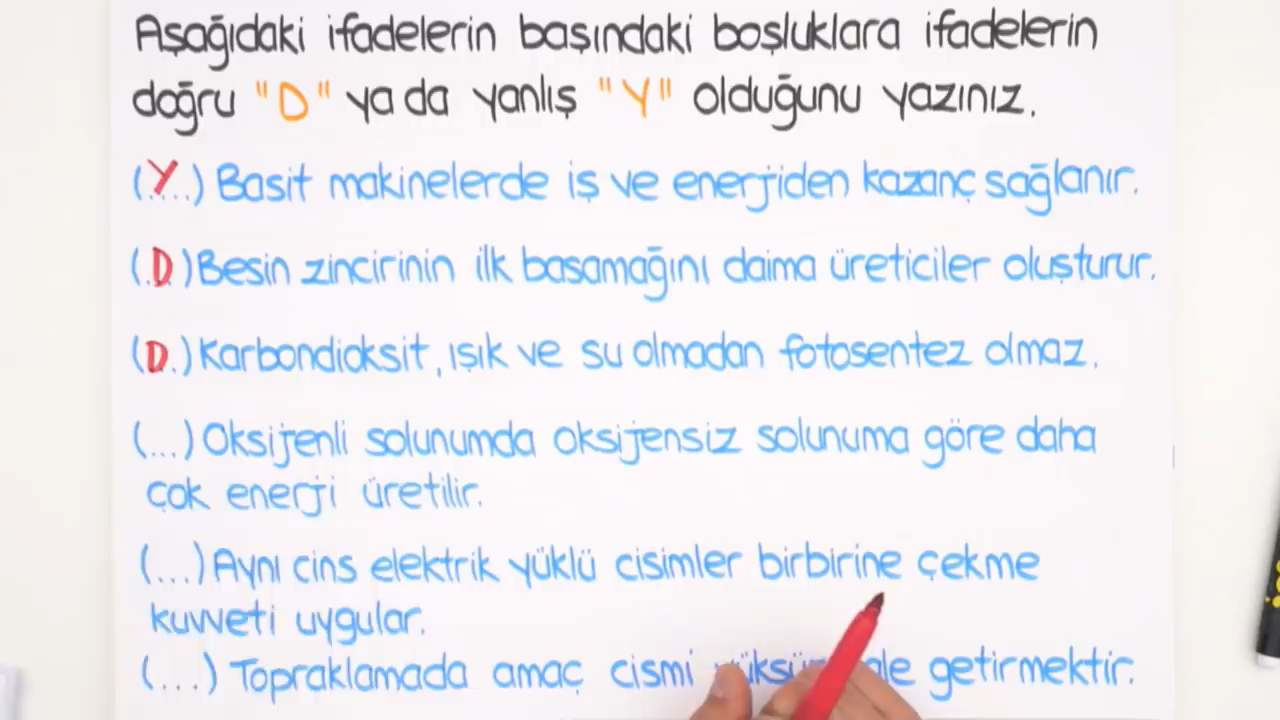 Aşağıdaki ifadelerin başındaki boşluklara ifadelerin
doğru "D" ya da yanlış "Y" olduğunu yazınız.
(Y..) Basit makinelerde iş ve enerjiden kazanç sağlanır.
(.D.) Besin zincirinin ilk basamağını daima üreticiler oluşturur.
(D.) Karbondioksit, ışık ve su olmadan fotosentez olmaz.
(...) Oksijenli solunumda oksijensiz solunuma göre daha
çok enerji üretilir.
(...) Aynı cins elektrik yüklü cisimler birbirine çekme
kuvveti uygular.
(...) Topraklamada amaç cismi getirmektir.